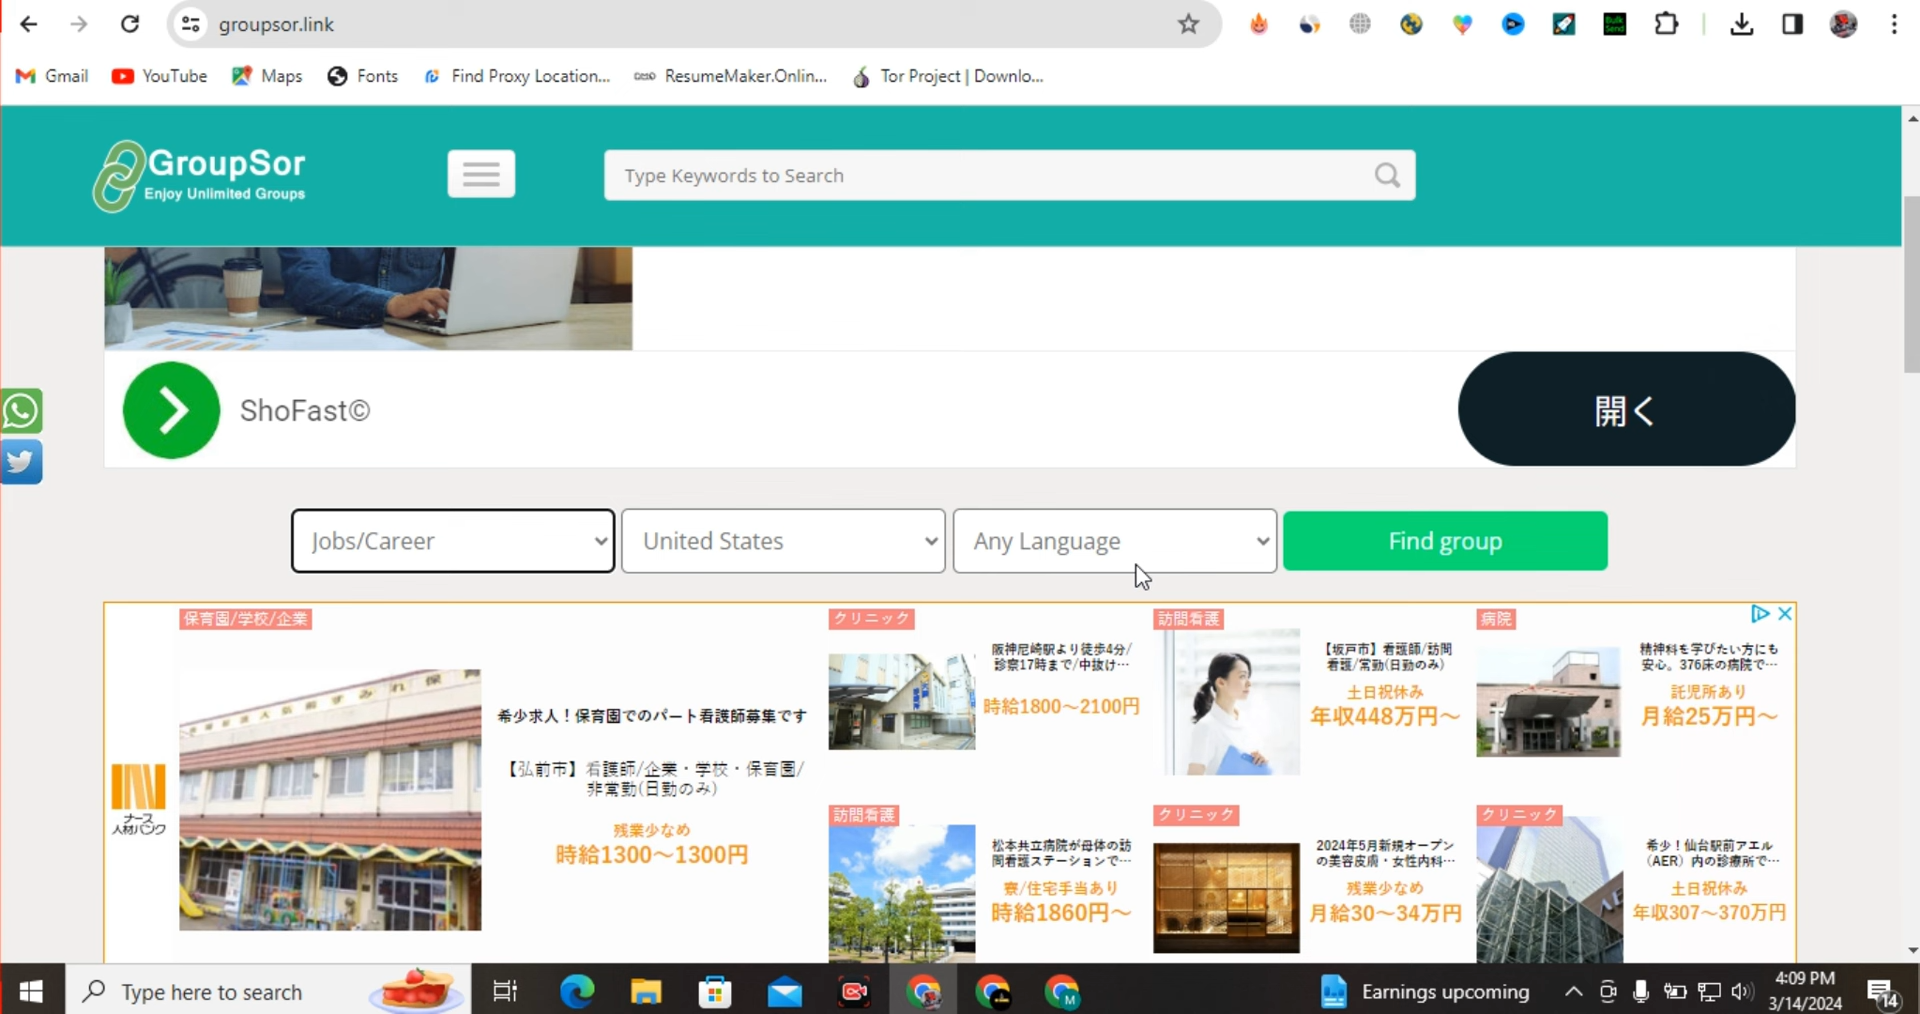 groupsor.link
Gmail
YouTube
Maps
Fonts
Find Proxy Location...
ResumeMaker.Onlin...
Tor Project | Downlo...
GroupSor
Enjoy Unlimited Groups
Type Keywords to Search
ShoFast©
開く
Jobs/Career
United States
Any Language
Find group
保育園/学校/企業
ナース
人材バンク
希少求人！保育園でのパート看護師募集です
【弘前市】看護師/企業・学校・保育園/
非常勤(日勤のみ)
残業少なめ
時給1300〜1300円
クリニック
阪神尼崎駅より徒歩4分/
診察17時まで/中抜け…
時給1800〜2100円
訪問看護
【坂戸市】看護師/訪問
看護/常勤(日勤のみ)
土日祝休み
年収448万円〜
病院
精神科を学びたい方にも
安心。376床の病院で…
託児所あり
月給25万円〜
訪問看護
松本共立病院が母体の訪
問看護ステーションで…
寮/住宅手当あり
時給1860円〜
クリニック
2024年5月新規オープン
の美容皮膚・女性内科…
残業少なめ
月給30〜34万円
クリニック
希少！仙台駅前アエル
（AER）内の診療所で…
土日祝休み
年収307〜370万円
Type here to search
Earnings upcoming
4:09 PM
3/14/2024
14